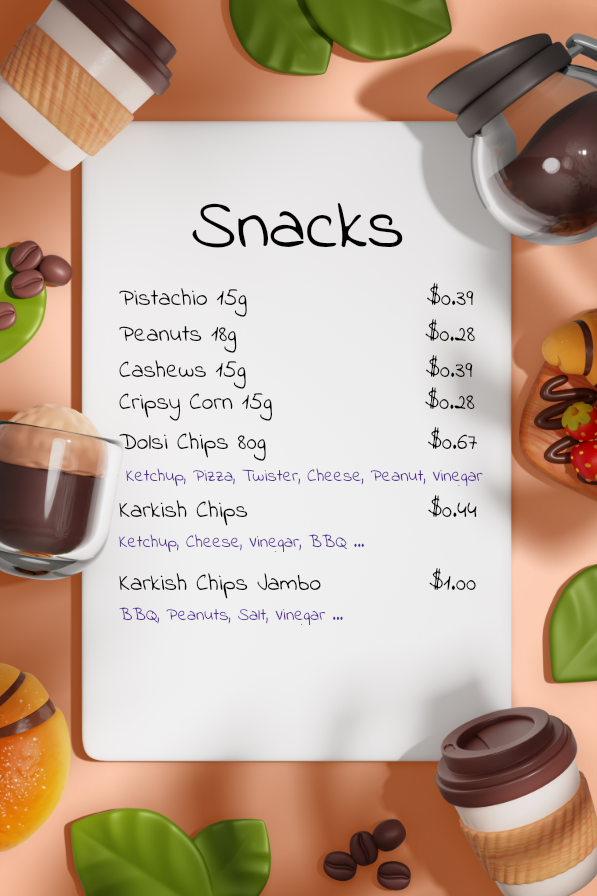 Snacks
Pistachio 15g $0.39
Peanuts 18g $0.28
Cashews 15g $0.39
Cripsy Corn 15g $0.28
Dolsi Chips 80g $0.67
Ketchup, Pizza, Twister, Cheese, Peanut, Vinegar
Karkish Chips $0.44
Ketchup, Cheese, Vinegar, BBQ ...
Karkish Chips Jambo $1.00
BBQ, Peanuts, Salt, Vinegar ...